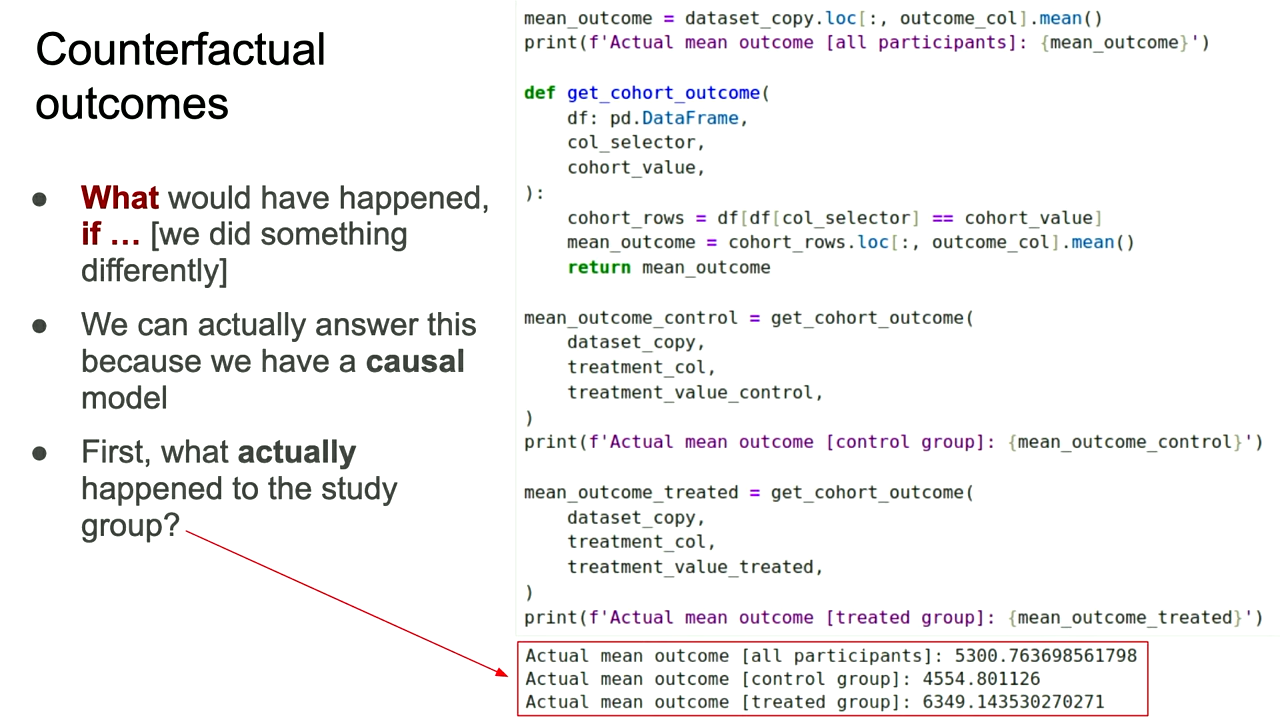 Counterfactual
outcomes
● What would have happened,
if … [we did something
differently]
● We can actually answer this
because we have a causal
model
● First, what actually
happened to the study
group?
mean_outcome = dataset_copy.loc[:, outcome_col].mean()
print(f'Actual mean outcome [all participants]: {mean_outcome}')
def get_cohort_outcome(
    df: pd.DataFrame,
    col_selector,
    cohort_value,
):
    cohort_rows = df[df[col_selector] == cohort_value]
    mean_outcome = cohort_rows.loc[:, outcome_col].mean()
    return mean_outcome
mean_outcome_control = get_cohort_outcome(
    dataset_copy,
    treatment_col,
    treatment_value_control,
)
print(f'Actual mean outcome [control group]: {mean_outcome_control}')
mean_outcome_treated = get_cohort_outcome(
    dataset_copy,
    treatment_col,
    treatment_value_treated,
)
print(f'Actual mean outcome [treated group]: {mean_outcome_treated}')
Actual mean outcome [all participants]: 5300.763698561798
Actual mean outcome [control group]: 4554.801126
Actual mean outcome [treated group]: 6349.143530270271